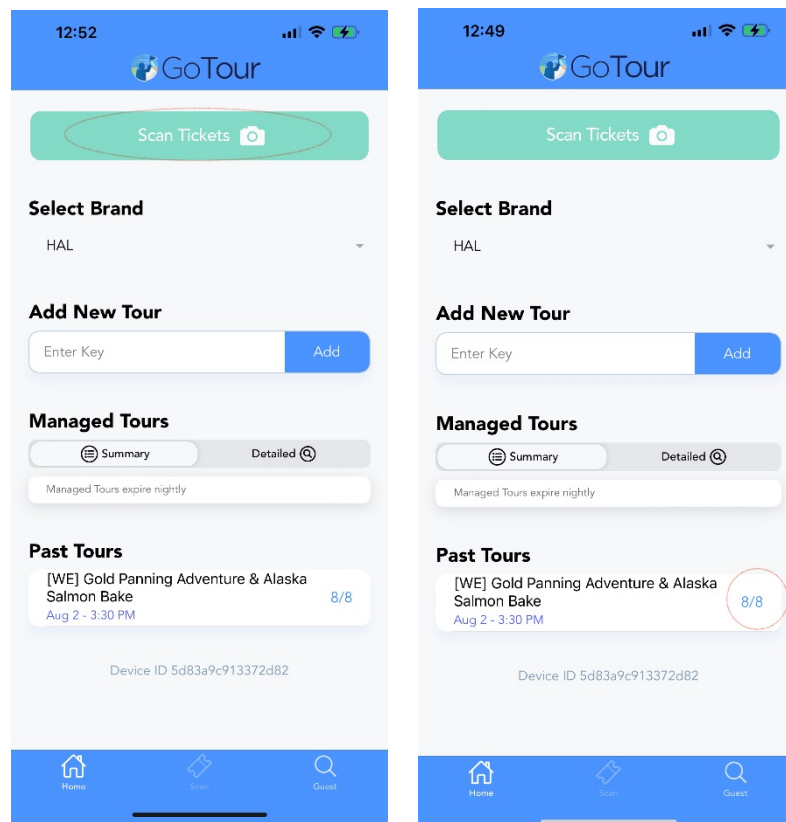 12:52
GoTour
Scan Tickets
Select Brand
HAL
Add New Tour
Enter Key
Add
Managed Tours
Summary
Detailed
Managed Tours expire nightly
Past Tours
[WE] Gold Panning Adventure & Alaska
Salmon Bake
8/8
Aug 2 - 3:30 PM
Device ID 5d83a9c913372d82
Home
Scan
Guest
12:49
GoTour
Scan Tickets
Select Brand
HAL
Add New Tour
Enter Key
Add
Managed Tours
Summary
Detailed
Managed Tours expire nightly
Past Tours
[WE] Gold Panning Adventure & Alaska
Salmon Bake
8/8
Aug 2 - 3:30 PM
Device ID 5d83a9c913372d82
Home
Scan
Guest